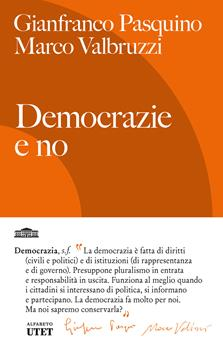 Gianfranco Pasquino
Marco Valbruzzi
Democrazie
e no
Democrazia, s.f. “La democrazia è fatta di diritti
(civili e politici) e di istituzioni (di rappresentanza
e di governo). Presuppone pluralismo in entrata
e responsabilità in uscita. Funziona al meglio quando
i cittadini si interessano di politica, si informano
e partecipano. La democrazia fa molto per noi.
Ma noi sapremo conservarla?”
ALFABETO
UTET